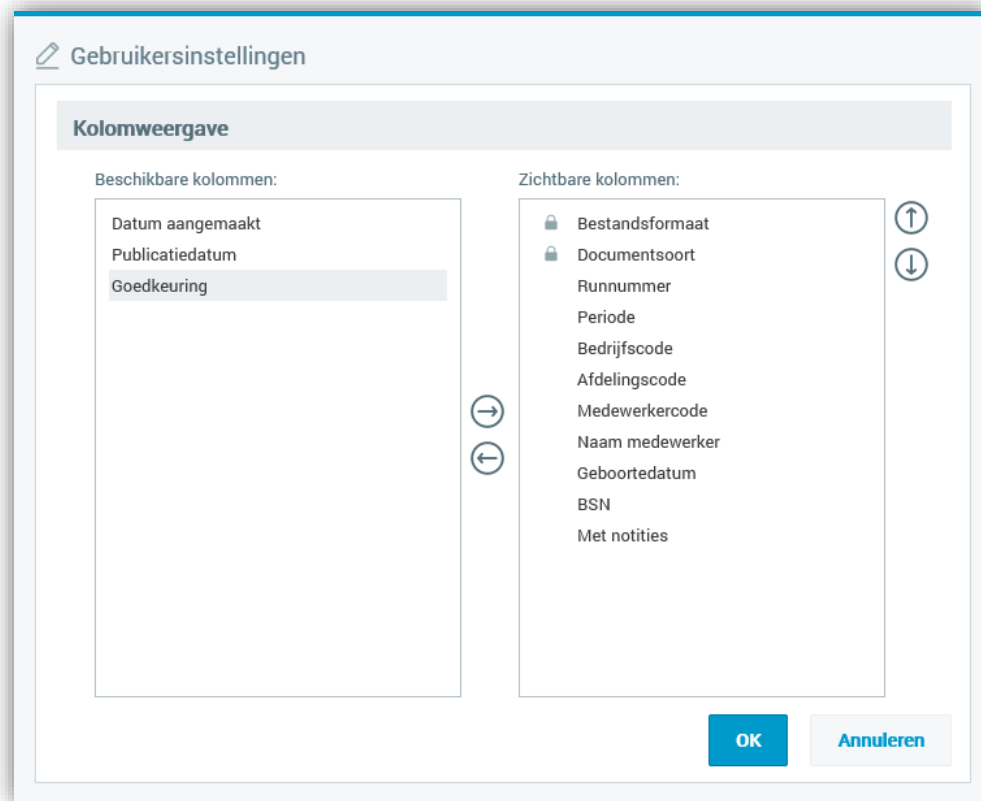 Gebruikersinstellingen
Kolomweergave
Beschikbare kolommen:
Datum aangemaakt
Publicatiedatum
Goedkeuring
Zichtbare kolommen:
Bestandsformaat
Documentsoort
Runnummer
Periode
Bedrijfscode
Afdelingscode
Medewerkercode
Naam medewerker
Geboortedatum
BSN
Met notities
OK
Annuleren